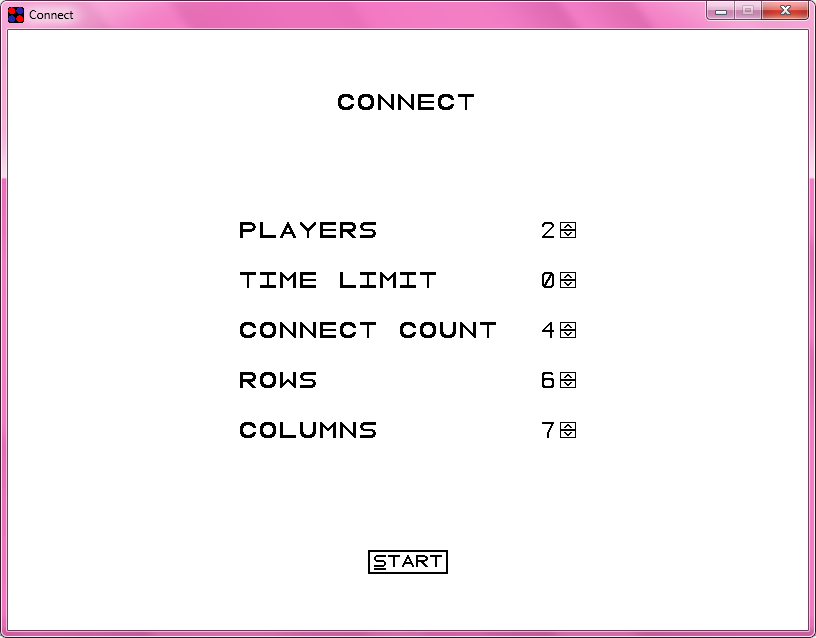 Connect
CONNECT
PLAYERS 2
TIME LIMIT 0
CONNECT COUNT 4
ROWS 6
COLUMNS 7
START